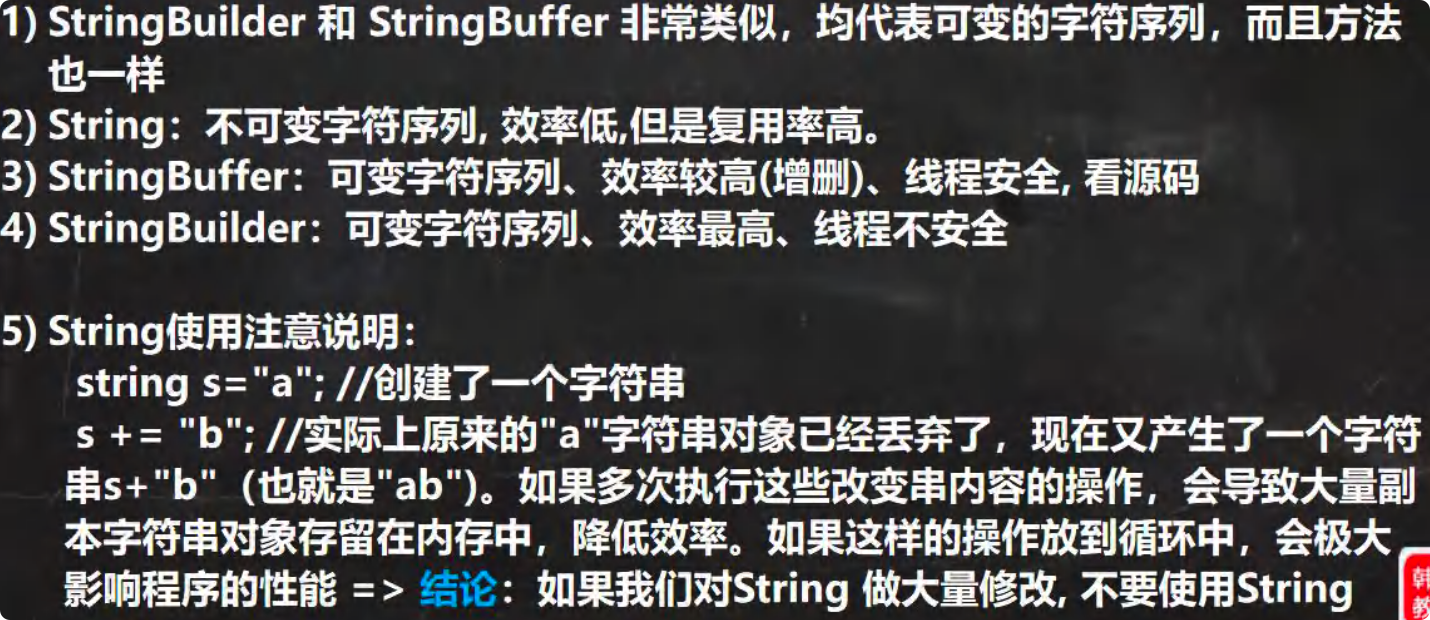 1) StringBuilder 和 StringBuffer 非常类似，均代表可变的字符序列，而且方法
也一样
2) String：不可变字符序列, 效率低,但是复用率高。
3) StringBuffer：可变字符序列、效率较高(增删)、线程安全, 看源码
4) StringBuilder：可变字符序列、效率最高、线程不安全
5) String使用注意说明：
string s="a"; //创建了一个字符串
s += "b"; //实际上原来的"a"字符串对象已经丢弃了，现在又产生了一个字符
串s+"b"（也就是"ab")。如果多次执行这些改变串内容的操作，会导致大量副
本字符串对象存留在内存中，降低效率。如果这样的操作放到循环中，会极大
影响程序的性能 => 结论：如果我们对String 做大量修改, 不要使用String